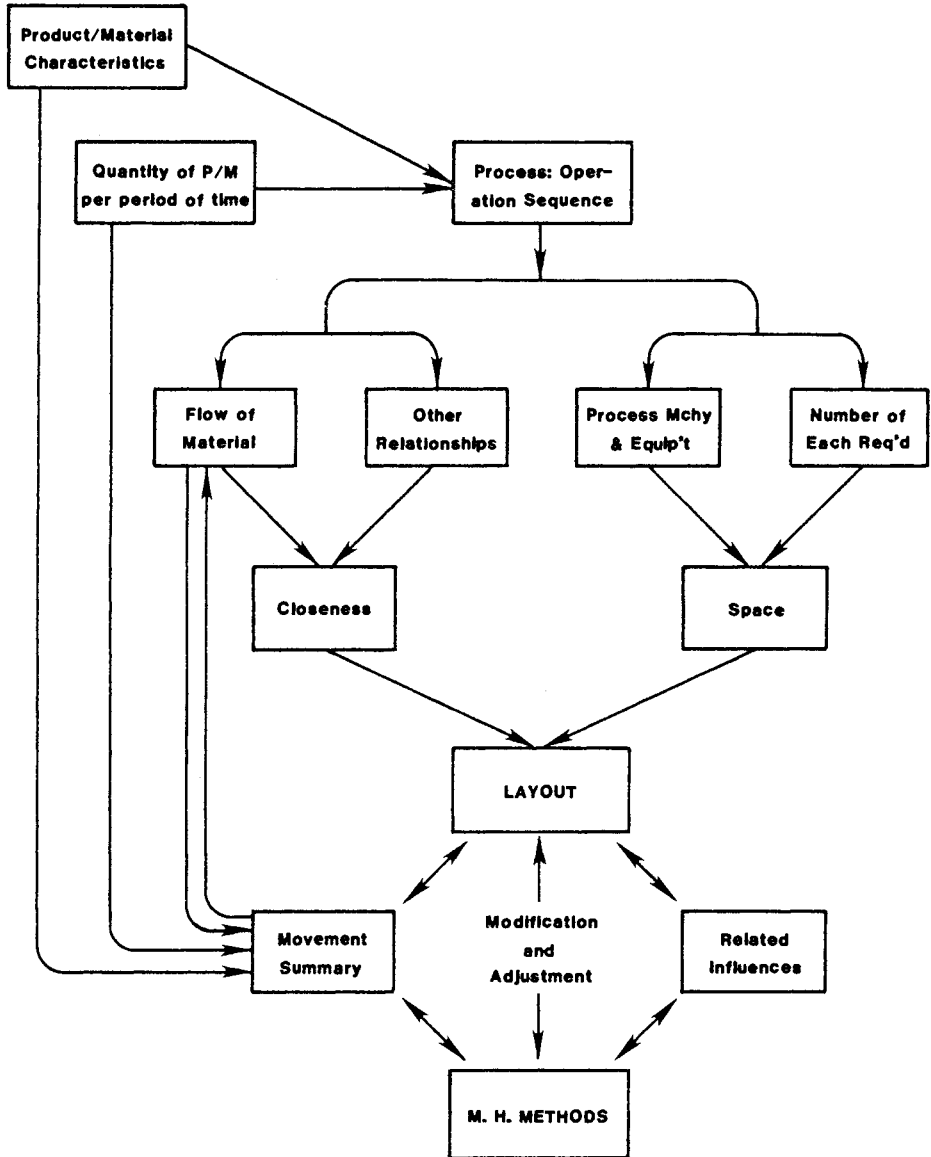 Product/Material
Characteristics
Quantity of P/M
per period of time
Process: Oper-
ation Sequence
Flow of
Material
Other
Relationships
Process Mchy
& Equip't
Number of
Each Req'd
Closeness
Space
LAYOUT
Movement
Summary
Modification
and
Adjustment
Related
Influences
M. H. METHODS